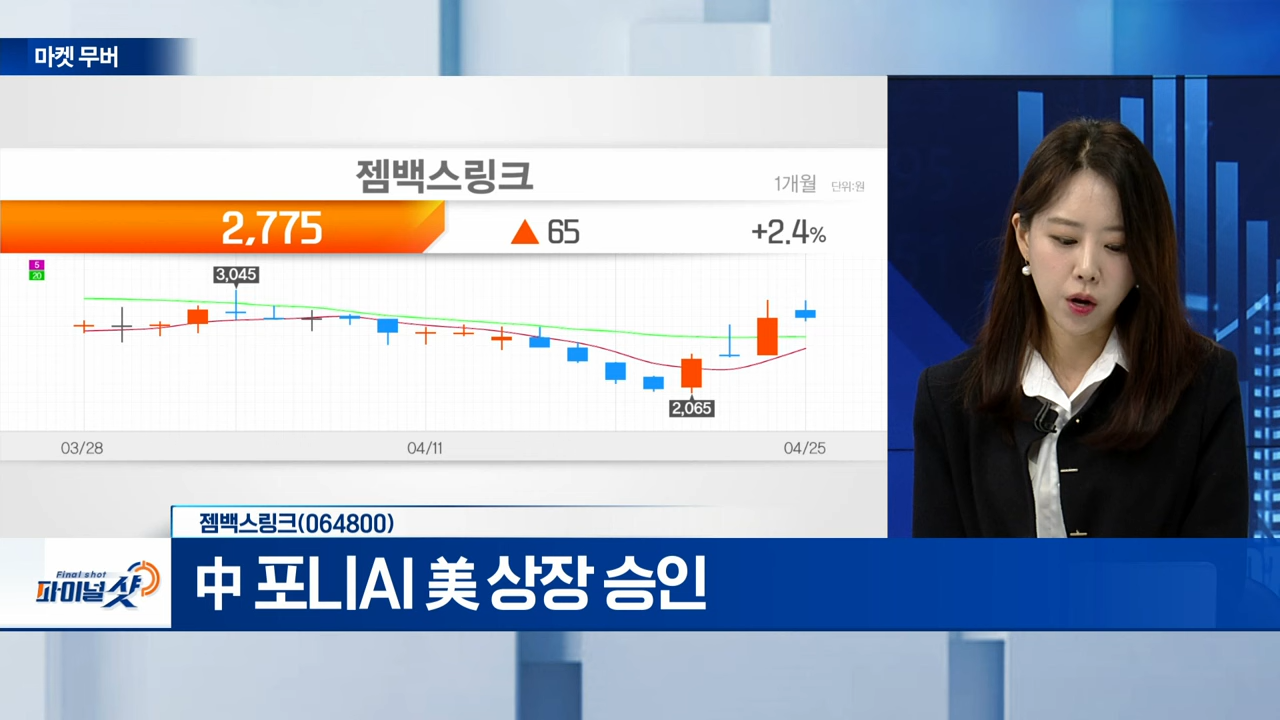 마켓 무버
젬백스링크
1개월 단위:원
2,775 ▲ 65 +2.4%
5
20
3,045
2,065
03/28 04/11 04/25
젬백스링크(064800)
Final shot
파이널샷
中 포니AI 美 상장 승인